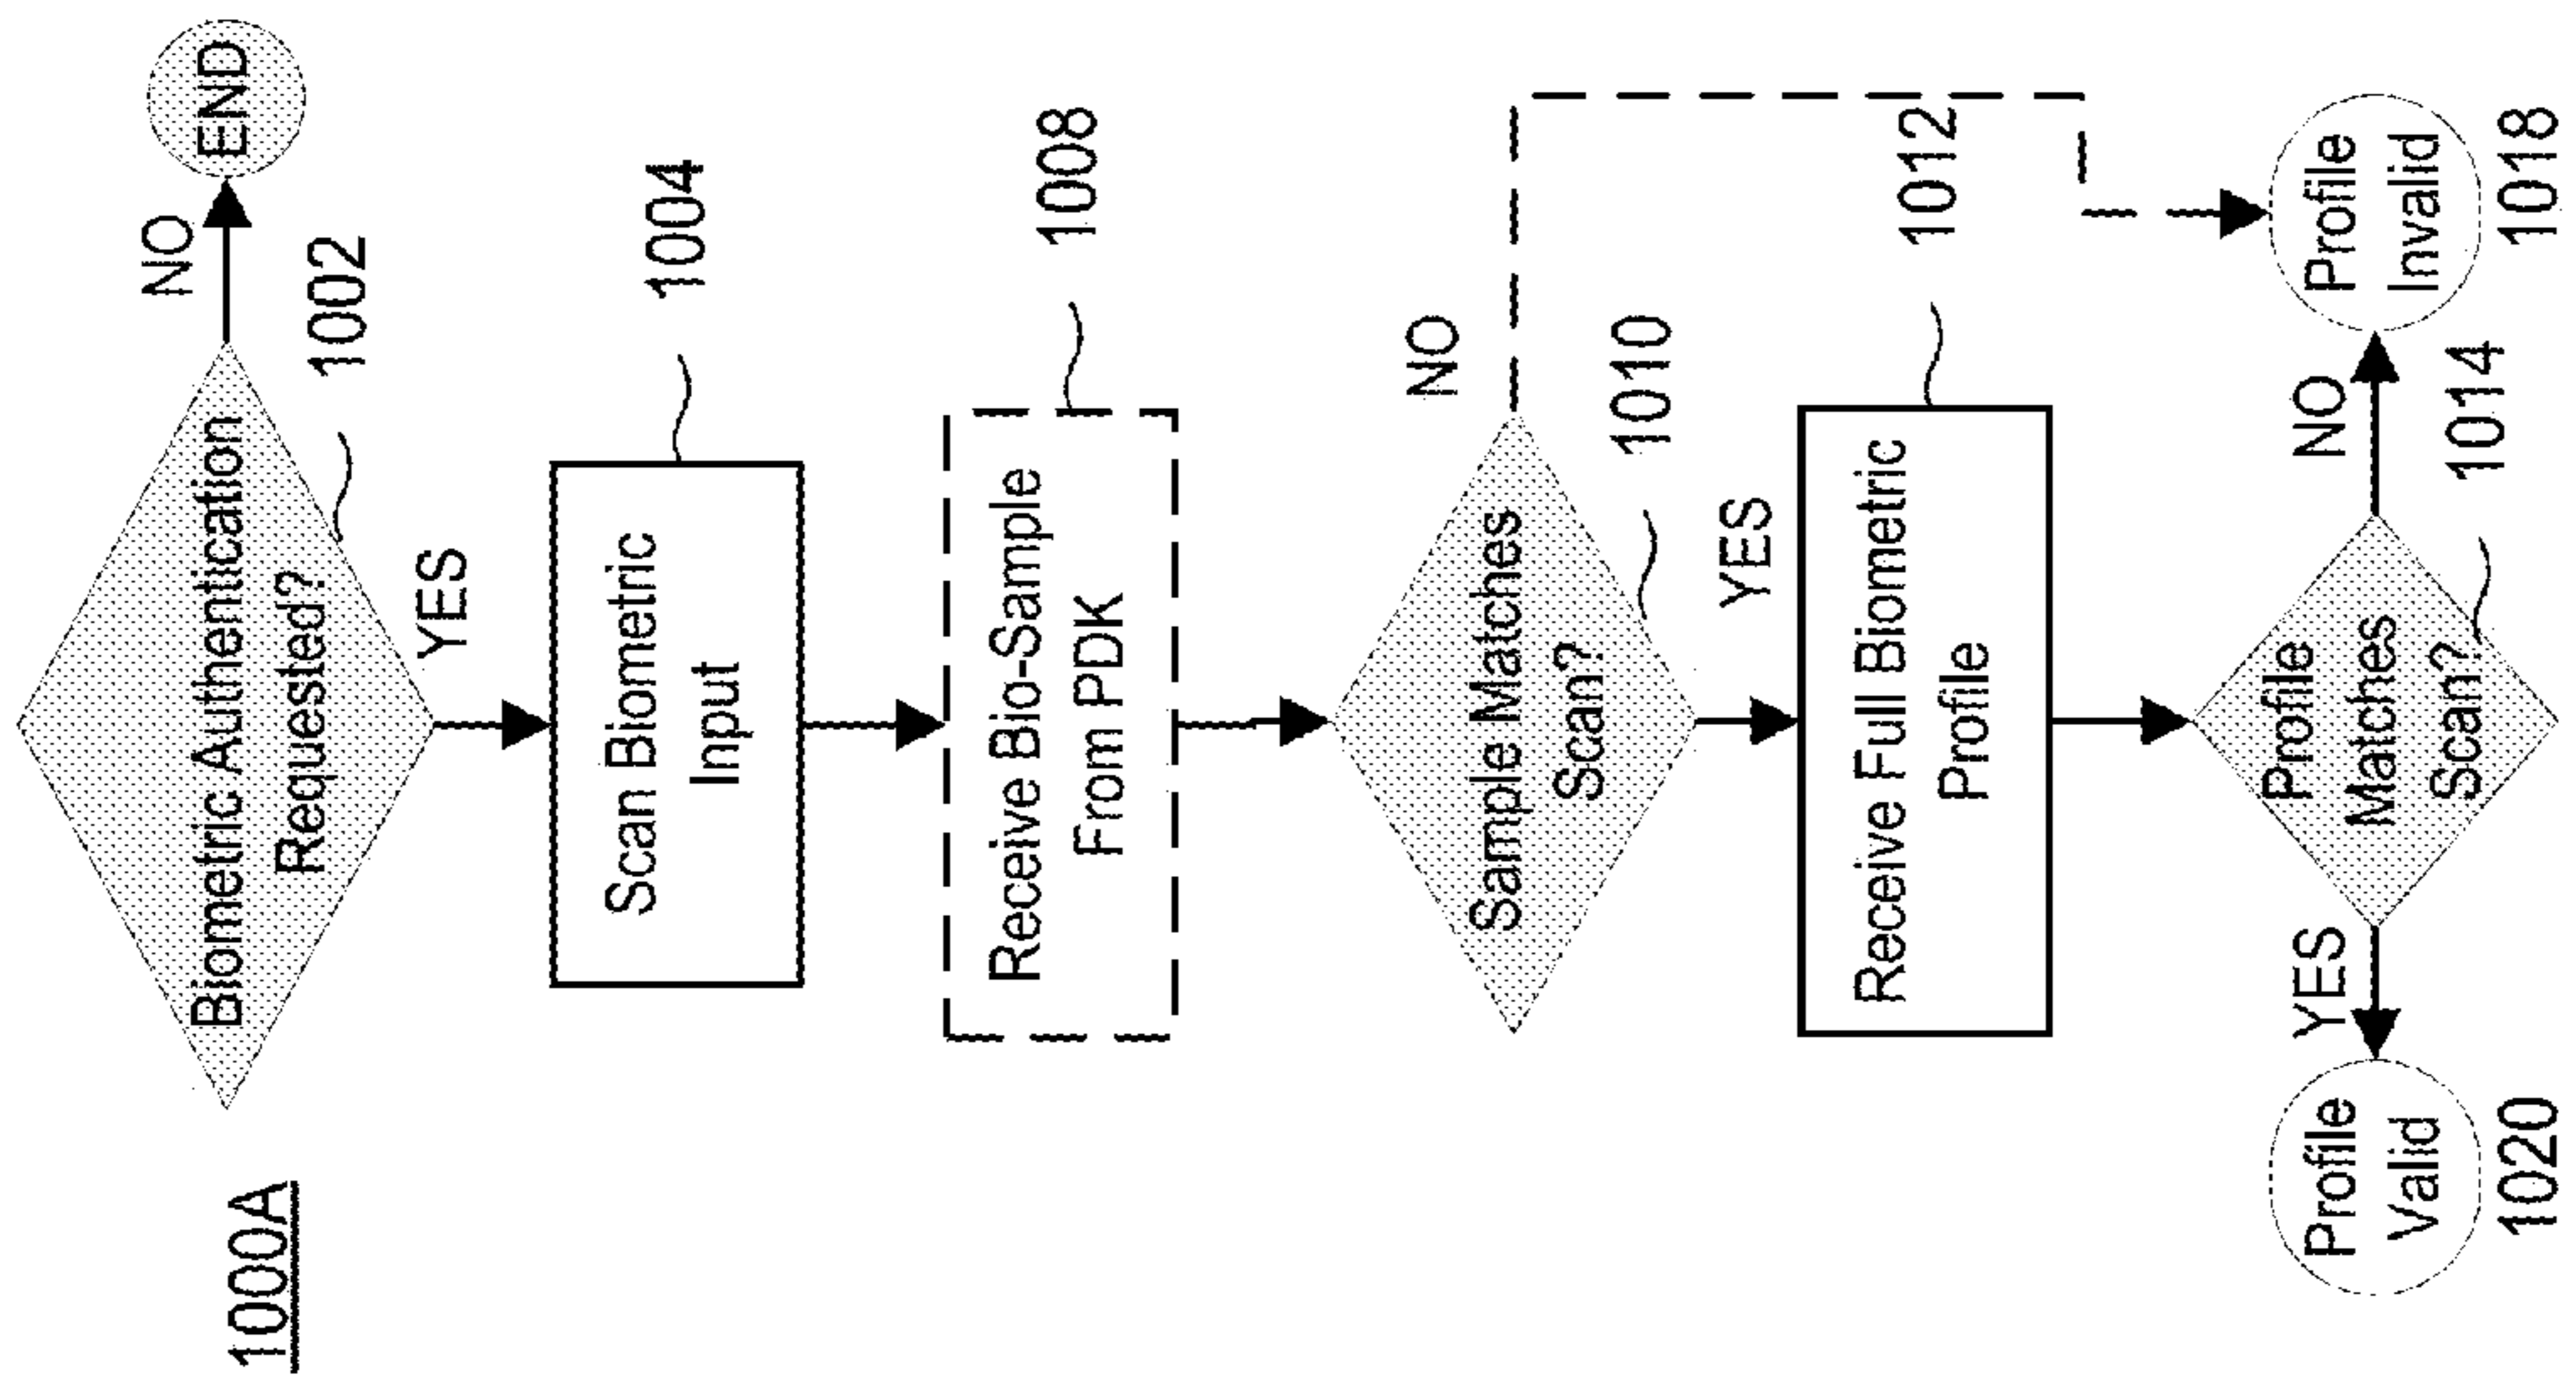 1000A
Biometric Authentication
Requested?
1002
NO
END
YES
Scan Biometric
Input
1004
Receive Bio-Sample
From PDK
1008
Sample Matches
Scan?
1010
NO
YES
Receive Full Biometric
Profile
1012
Profile
Matches
Scan?
1014
YES
Profile
Valid
1020
NO
Profile
Invalid
1018